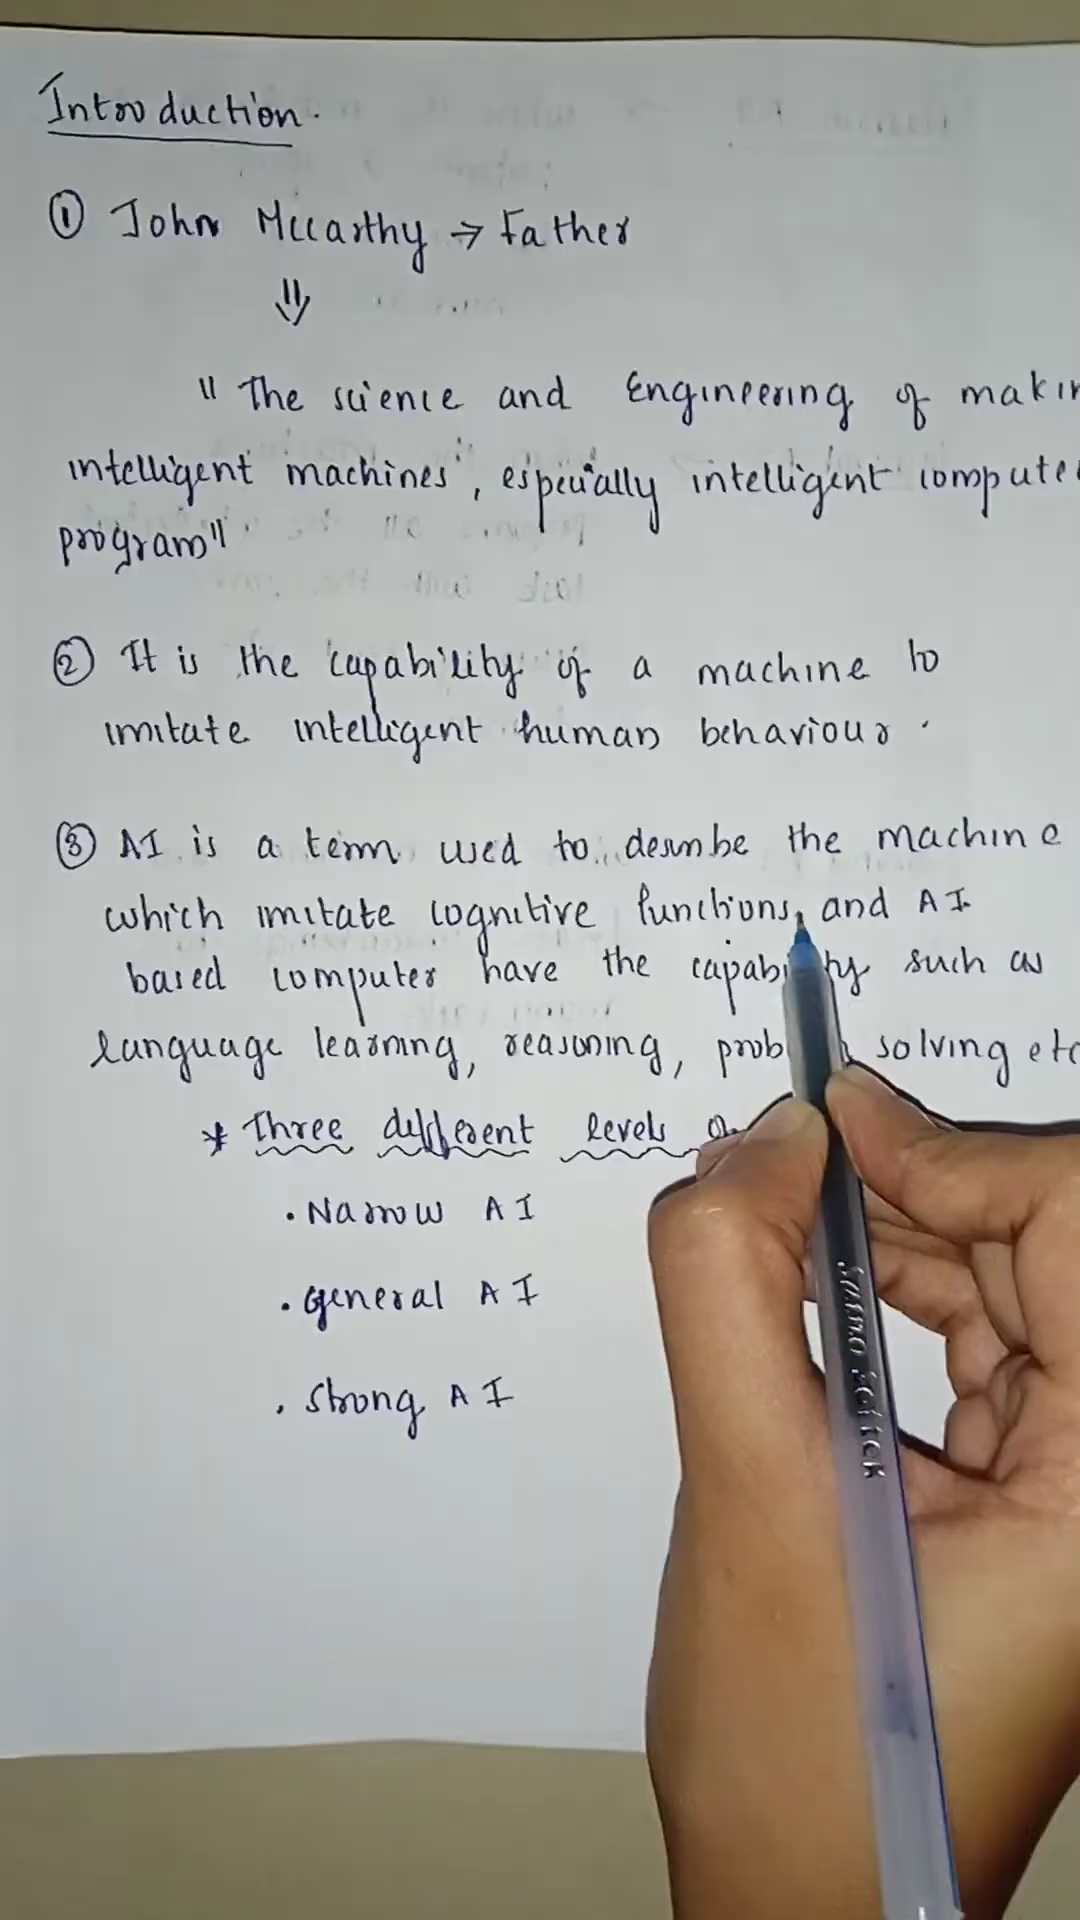 Introduction.
① John Mccarthy → Father
⇓
" The science and Engineering of makin
intelligent machines, especially intelligent compute
program"
② It is the capability of a machine to
imitate intelligent human behaviour.
③ AI is a term used to describe the machine
which imitate cognitive functions and AI
based computer have the such as
language learning, reasoning, solving etc
* Three different levels
• Narrow AI
• General AI
• Strong AI